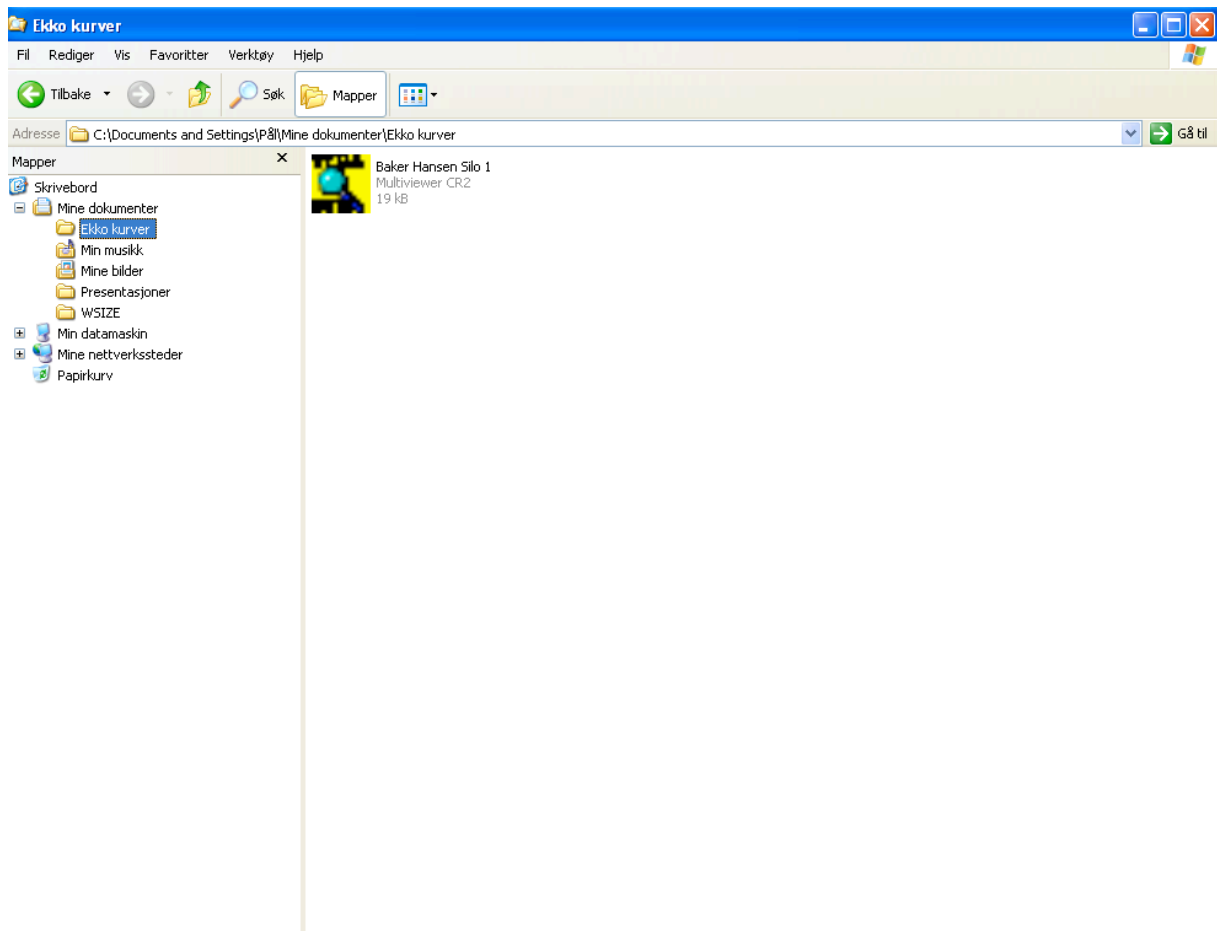 Ekko kurver
Fil Rediger Vis Favoritter Verktøy Hjelp
Tilbake Søk Mapper
Adresse C:\Documents and Settings\Pål\Mine dokumenter\Ekko kurver Gå til
Mapper
Skrivebord
Mine dokumenter
Ekko kurver
Min musikk
Mine bilder
Presentasjoner
WSIZE
Min datamaskin
Mine nettverkssteder
Papirkurv
Baker Hansen Silo 1
Multiviewer CR2
19 kB